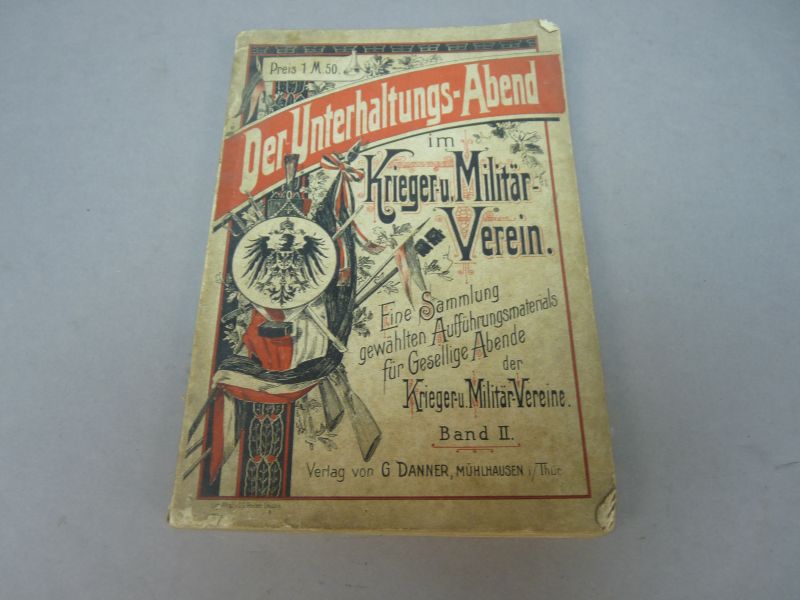 Preis 1 M. 50.
Der Unterhaltungs-Abend
im
Krieger- u. Militär-
Verein.
Eine Sammlung
gewählten Aufführungsmaterials
für Gesellige Abende
der
Krieger- u. Militär-Vereine.
Band II.
Verlag von G. DANNER, MÜHLHAUSEN i/Thür.